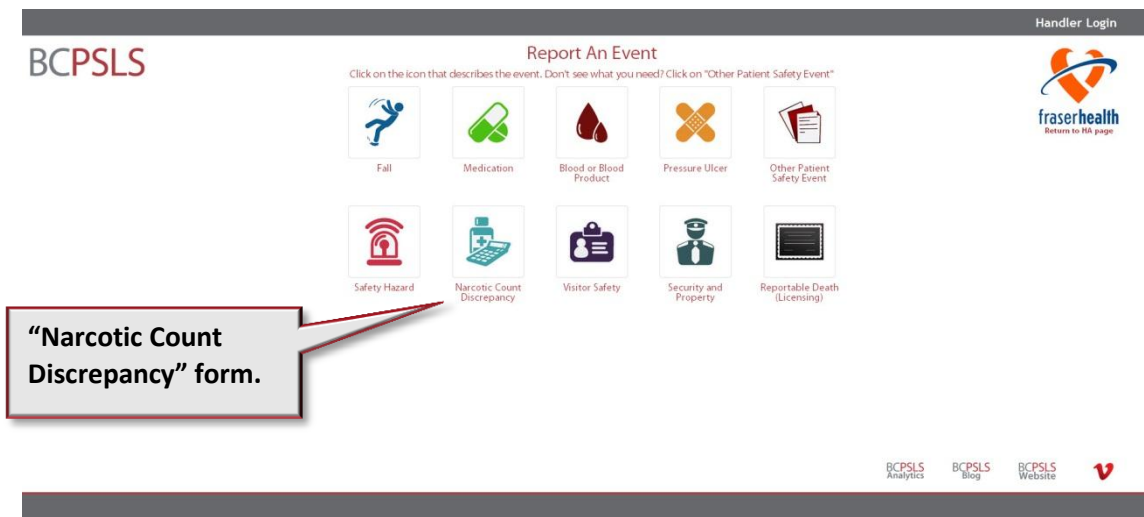 Handler Login
BCPSLS
Report An Event
Click on the icon that describes the event. Don't see what you need? Click on "Other Patient Safety Event"
fraserhealth
Return to HA page
Fall
Medication
Blood or Blood
Product
Pressure Ulcer
Other Patient
Safety Event
Safety Hazard
Narcotic Count
Discrepancy
Visitor Safety
Security and
Property
Reportable Death
(Licensing)
“Narcotic Count
Discrepancy” form.
BCPSLS
Analytics
BCPSLS
Blog
BCPSLS
Website